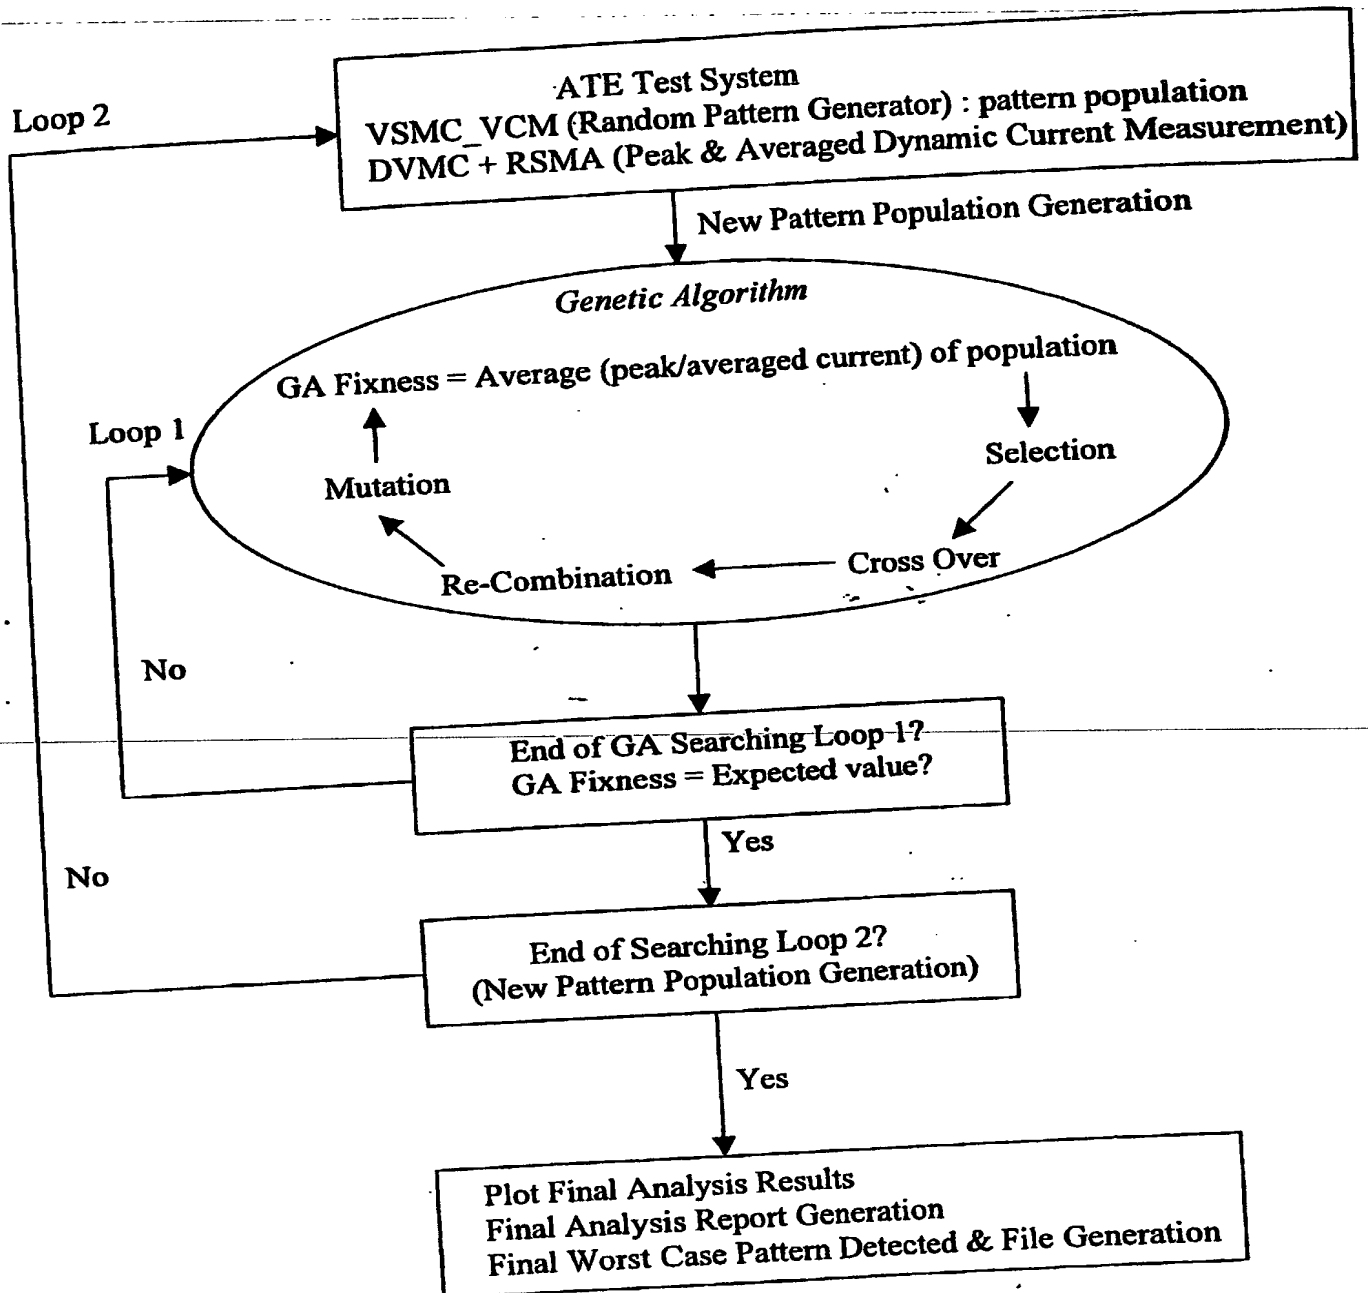 ATE Test System
Loop 2
VSMC_VCM (Random Pattern Generator) : pattern population
DVMC + RSMA (Peak & Averaged Dynamic Current Measurement)
New Pattern Population Generation
Genetic Algorithm
GA Fixness = Average (peak/averaged current) of population
Loop 1
Selection
Mutation
Cross Over
Re-Combination
No
End of GA Searching Loop 1?
GA Fixness = Expected value?
Yes
No
End of Searching Loop 2?
(New Pattern Population Generation)
Yes
Plot Final Analysis Results
Final Analysis Report Generation
Final Worst Case Pattern Detected & File Generation